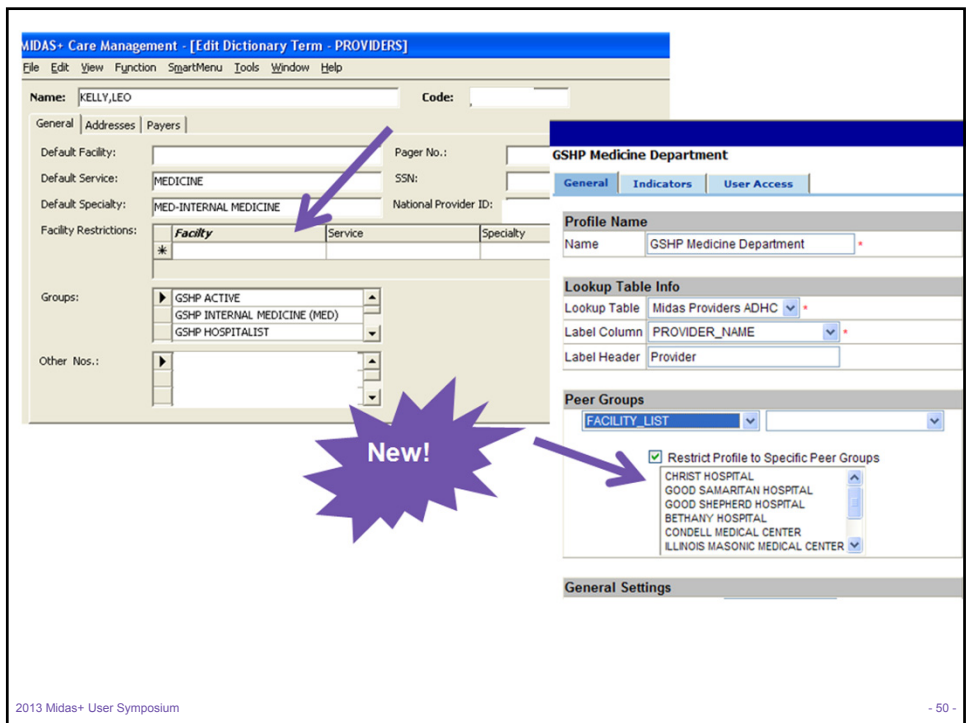 MIDAS+ Care Management - [Edit Dictionary Term - PROVIDERS]
File Edit View Function SmartMenu Tools Window Help
Name: KELLY,LEO Code:
General Addresses Payers
Default Facility: Pager No.:
Default Service: MEDICINE SSN:
Default Specialty: MED-INTERNAL MEDICINE National Provider ID:
Facility Restrictions: Facility Service Specialty
Groups: GSHP ACTIVE
GSHP INTERNAL MEDICINE (MED)
GSHP HOSPITALIST
Other Nos.:
New!
GSHP Medicine Department
General Indicators User Access
Profile Name
Name GSHP Medicine Department *
Lookup Table Info
Lookup Table Midas Providers ADHC *
Label Column PROVIDER_NAME *
Label Header Provider
Peer Groups
FACILITY_LIST
Restrict Profile to Specific Peer Groups
CHRIST HOSPITAL
GOOD SAMARITAN HOSPITAL
GOOD SHEPHERD HOSPITAL
BETHANY HOSPITAL
CONDELL MEDICAL CENTER
ILLINOIS MASONIC MEDICAL CENTER
General Settings
2013 Midas+ User Symposium - 50 -